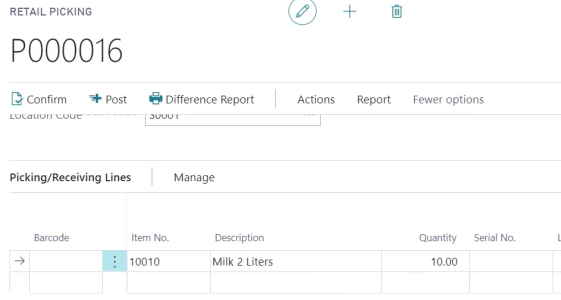 RETAIL PICKING
P000016
Confirm Post Difference Report Actions Report Fewer options
Location Code S0001
Picking/Receiving Lines Manage
Barcode Item No. Description Quantity Serial No. L
10010 Milk 2 Liters 10.00